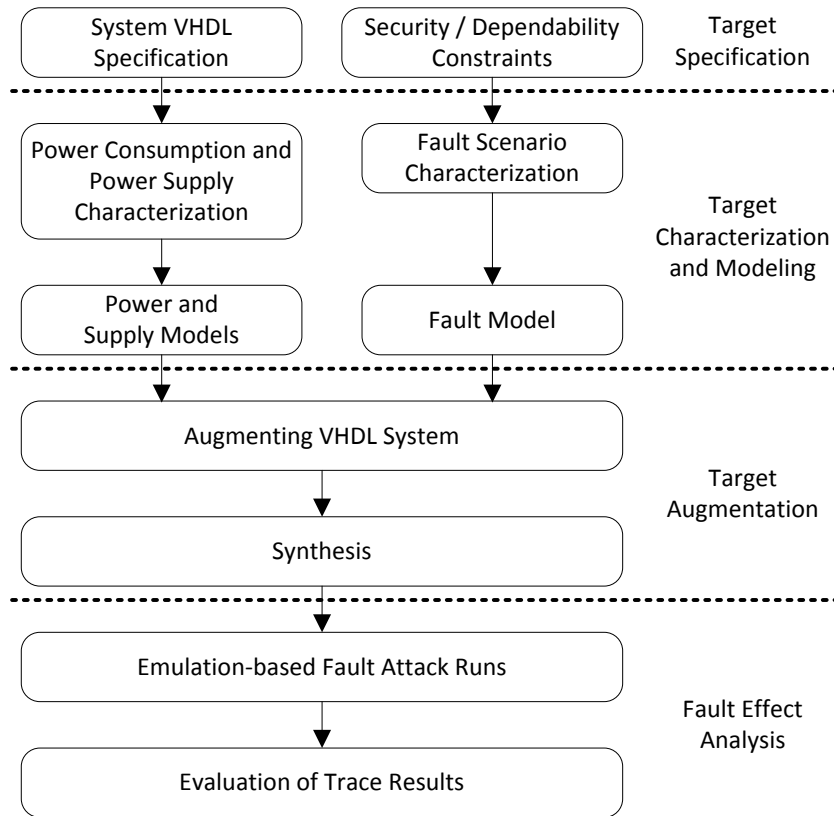 System VHDL
Specification
Security / Dependability
Constraints
Target
Specification
Power Consumption and
Power Supply
Characterization
Fault Scenario
Characterization
Target
Characterization
and Modeling
Power and
Supply Models
Fault Model
Augmenting VHDL System
Target
Augmentation
Synthesis
Emulation-based Fault Attack Runs
Fault Effect
Analysis
Evaluation of Trace Results